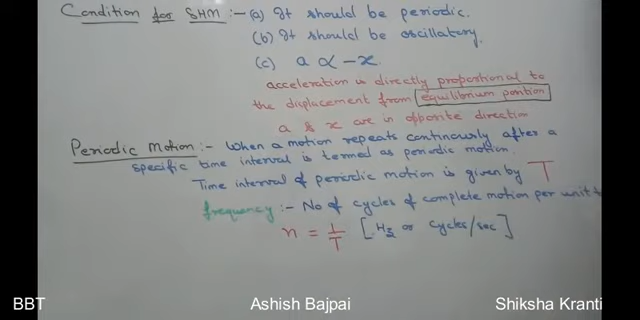 Condition for SHM :- (a) It should be periodic.
(b) It should be oscillatory.
(c) a ∝ -x.
acceleration is directly proportional to
the displacement from equilibrium position
a & x are in opposite direction
Periodic Motion :- When a motion repeats continously after a
specific time interval is termed as periodic motion.
Time interval of periodic motion is given by T
frequency :- No of cycles of complete motion per unit t
n = 1/T [Hz or cycles/sec]
BBT Ashish Bajpai Shiksha Kranti